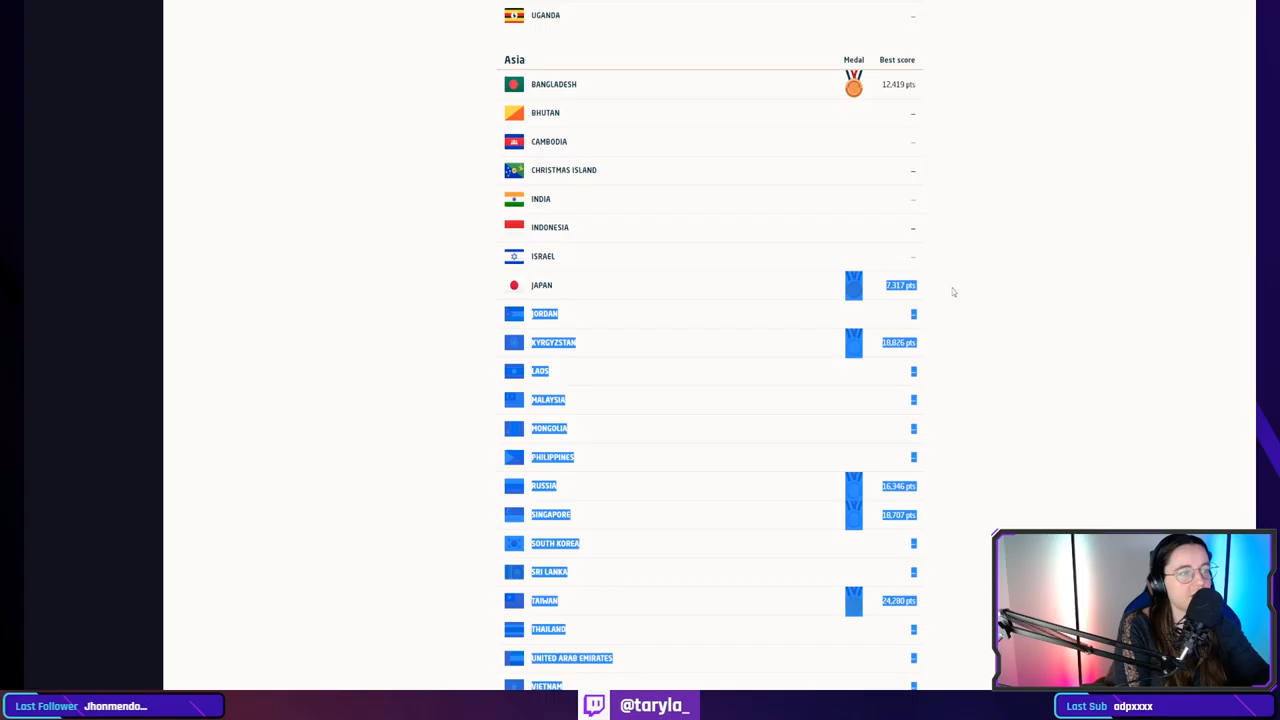 UGANDA –
Asia Medal Best score
BANGLADESH 12,419 pts
BHUTAN –
CAMBODIA –
CHRISTMAS ISLAND –
INDIA –
INDONESIA –
ISRAEL –
JAPAN 7,317 pts
JORDAN –
KYRGYZSTAN 18,826 pts
LAOS –
MALAYSIA –
MONGOLIA –
PHILIPPINES –
RUSSIA 16,346 pts
SINGAPORE 18,707 pts
SOUTH KOREA –
SRI LANKA –
TAIWAN 24,280 pts
THAILAND –
UNITED ARAB EMIRATES –
VIETNAM –
Last Follower Jhonmendo...
@taryla_
Last Sub adpxxxx